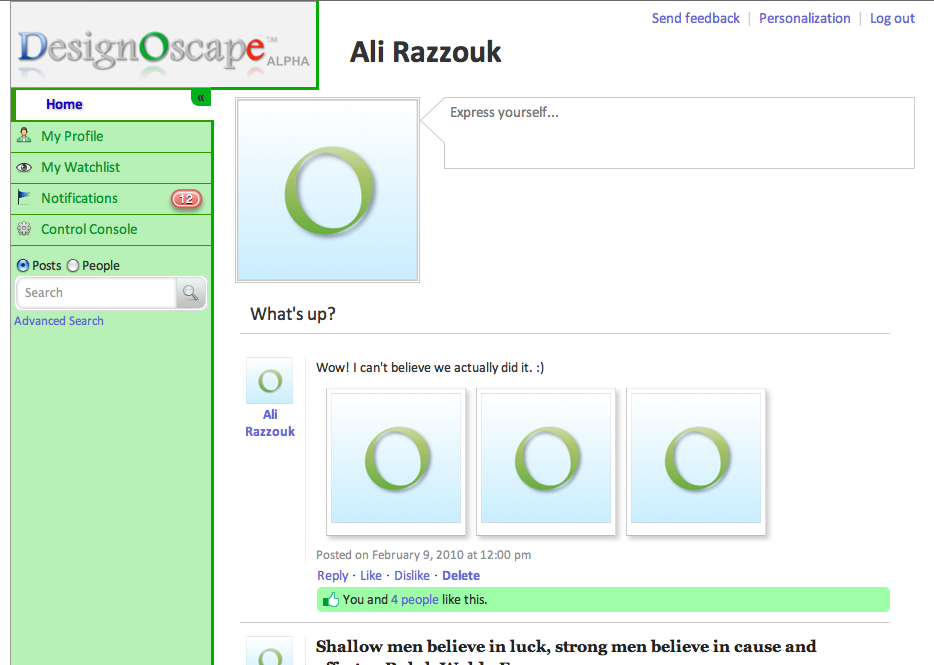 DesignOscape™ ALPHA
Send feedback | Personalization | Log out
Ali Razzouk
«
Home
My Profile
My Watchlist
Notifications 12
Control Console
Posts People
Search
Advanced Search
Express yourself...
What's up?
Ali
Razzouk
Wow! I can't believe we actually did it. :)
Posted on February 9, 2010 at 12:00 pm
Reply · Like · Dislike · Delete
You and 4 people like this.
Shallow men believe in luck, strong men believe in cause and